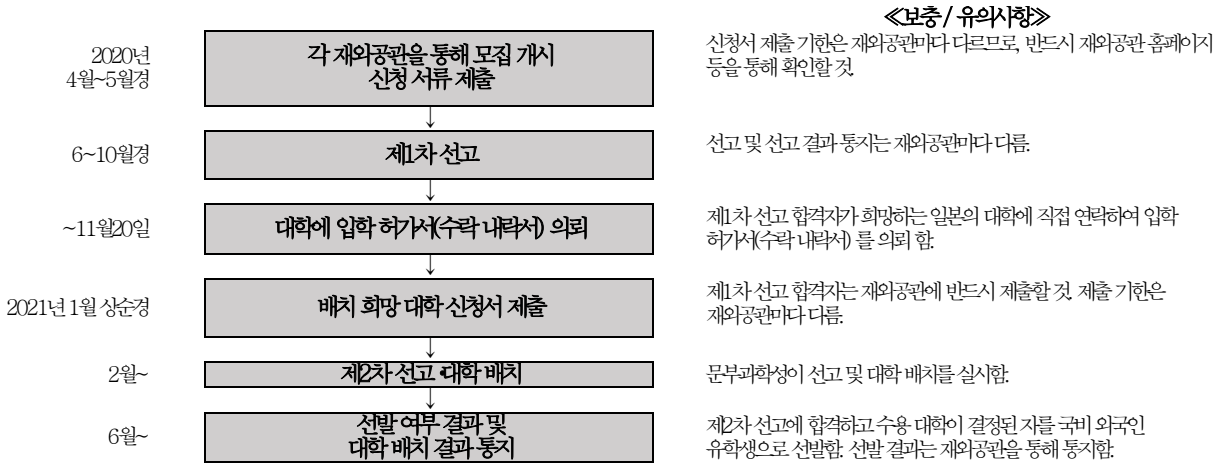 ≪보충 / 유의사항≫
2020년
4월~5월경
각 재외공관을 통해 모집 개시
신청 서류 제출
신청서 제출 기한은 재외공관마다 다르므로, 반드시 재외공관 홈페이지
등을 통해 확인할 것.
6~10월경
제1차 선고
선고 및 선고 결과 통지는 재외공관마다 다름.
~11월20일
대학에 입학 허가서(수락 내락서) 의뢰
제1차 선고 합격자가 희망하는 일본의 대학에 직접 연락하여 입학
허가서(수락 내락서) 를 의뢰 함.
2021년 1월 상순경
배치 희망 대학 신청서 제출
제1차 선고 합격자는 재외공관에 반드시 제출할 것. 제출 기한은
재외공관마다 다름.
2월~
제2차 선고・대학 배치
문부과학성이 선고 및 대학 배치를 실시함.
6월~
선발 여부 결과 및
대학 배치 결과 통지
제2차 선고에 합격하고 수용 대학이 결정된 자를 국비 외국인
유학생으로 선발함. 선발 결과는 재외공관을 통해 통지함.